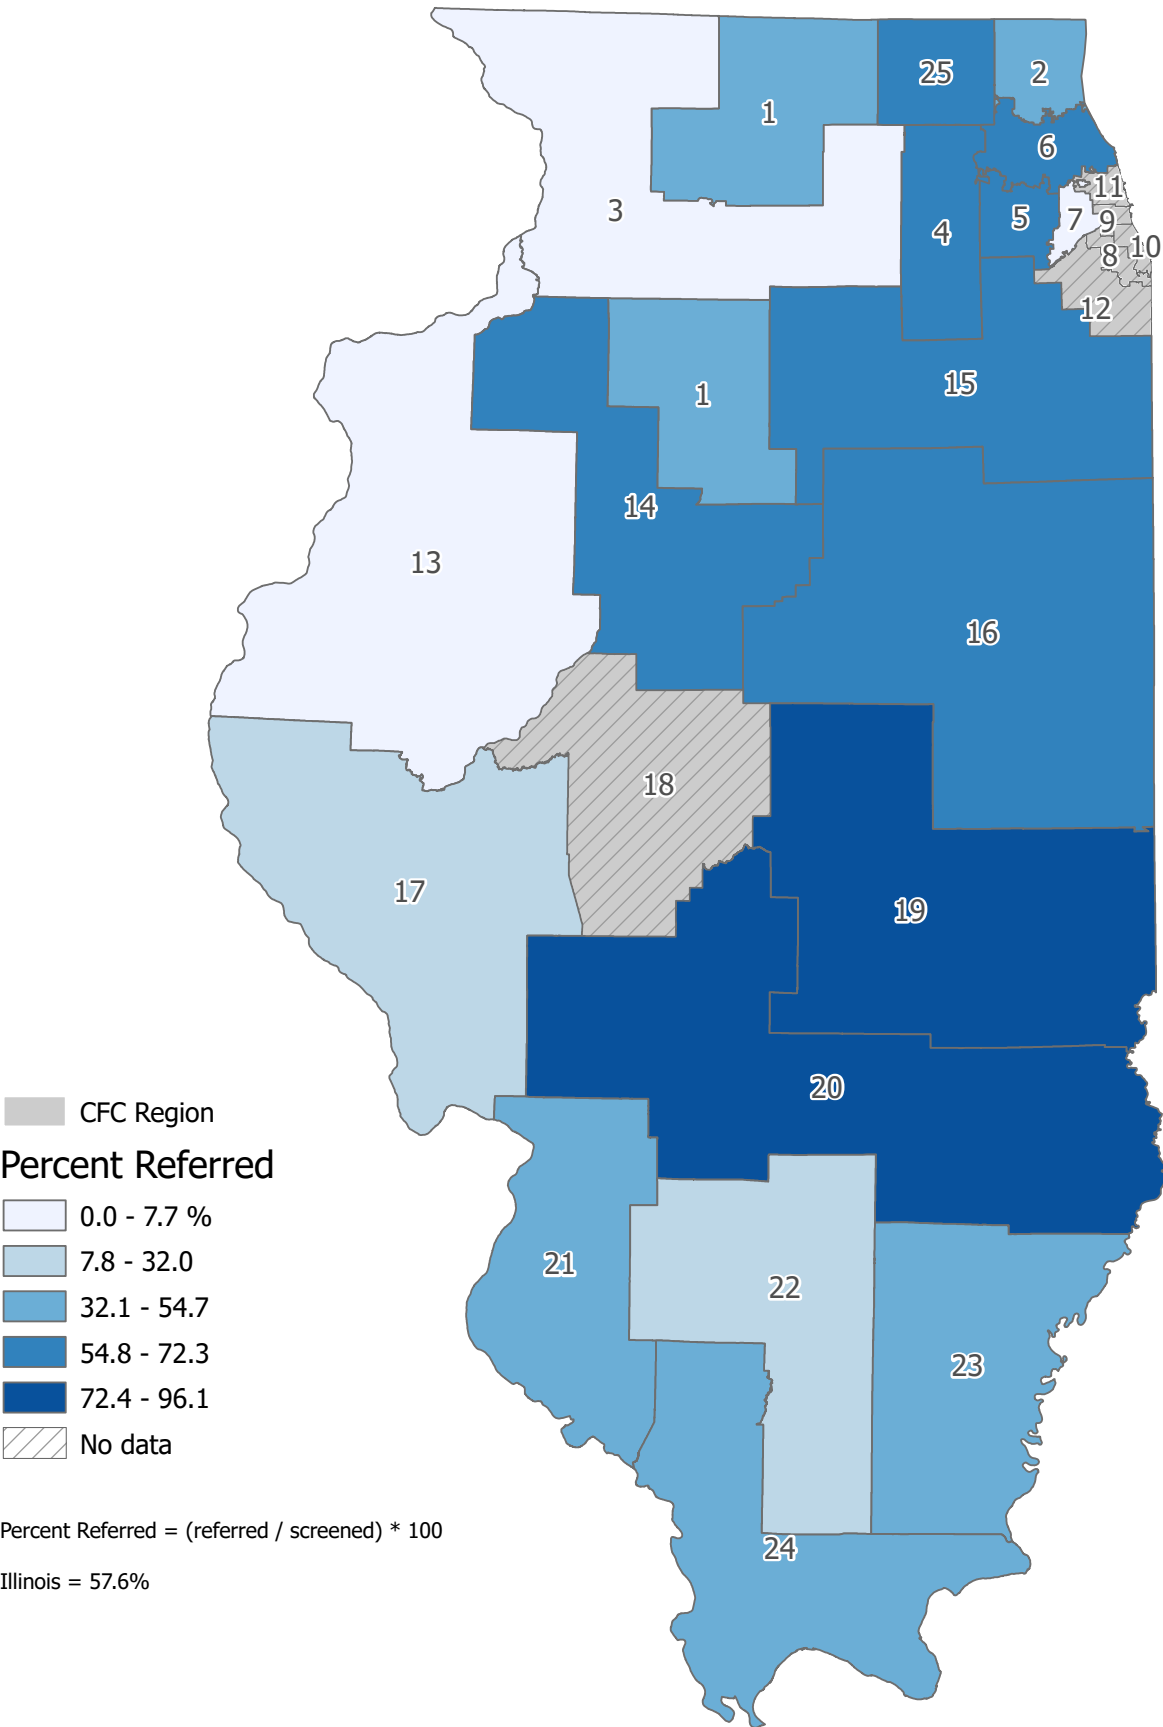 25
2
1
6
11
3
5
7
9
4
10
8
12
15
1
14
13
16
18
17
19
20
CFC Region
Percent Referred
0.0 - 7.7 %
7.8 - 32.0
32.1 - 54.7
54.8 - 72.3
72.4 - 96.1
No data
21
22
23
Percent Referred = (referred / screened) * 100
24
Illinois = 57.6%